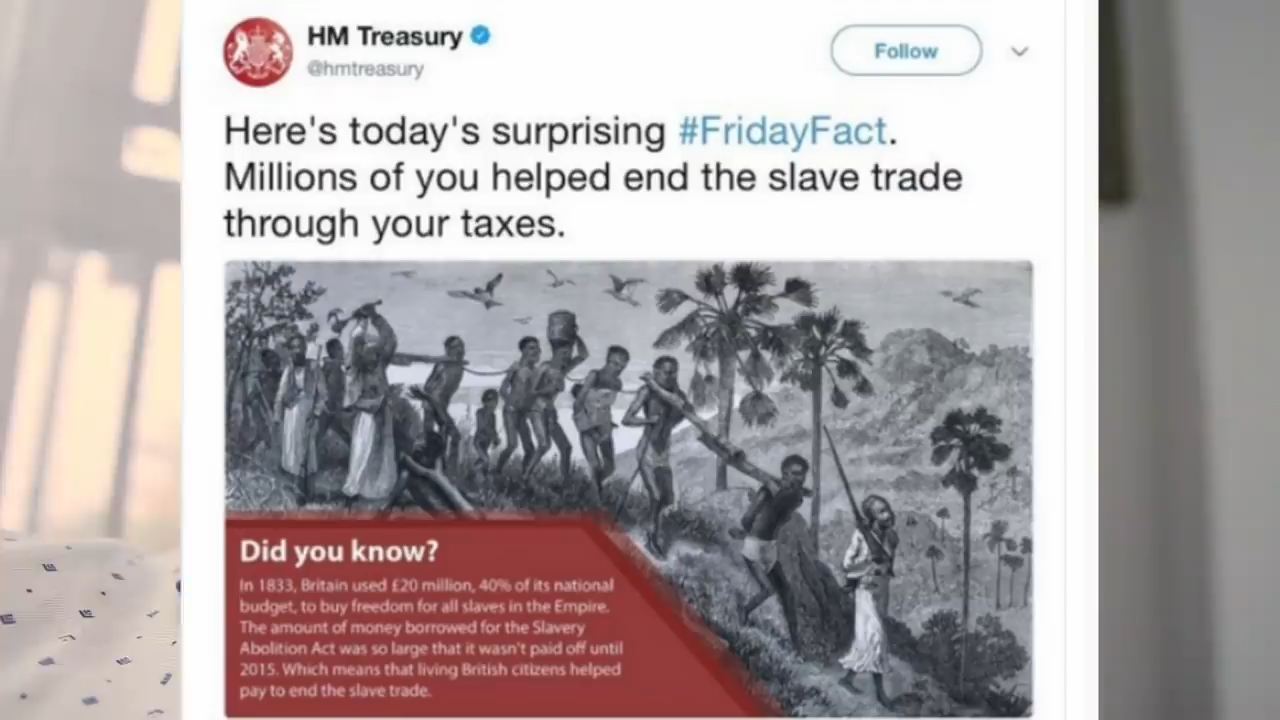 HM Treasury
@hmtreasury
Follow
Here's today's surprising #FridayFact.
Millions of you helped end the slave trade
through your taxes.
Did you know?
In 1833, Britain used £20 million, 40% of its national
budget, to buy freedom for all slaves in the Empire.
The amount of money borrowed for the Slavery
Abolition Act was so large that it wasn't paid off until
2015. Which means that living British citizens helped
pay to end the slave trade.